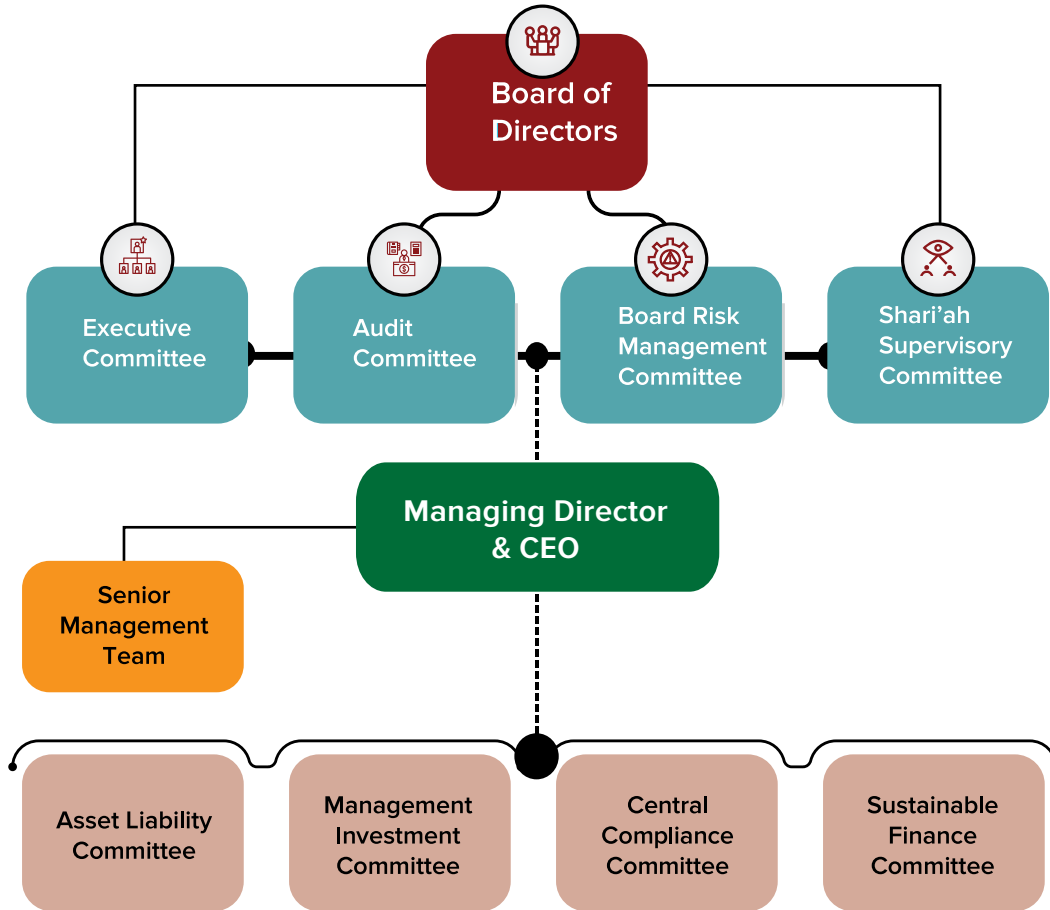 Board of
Directors
Executive
Committee
Audit
Committee
Board Risk
Management
Committee
Shari’ah
Supervisory
Committee
Managing Director
& CEO
Senior
Management
Team
Asset Liability
Committee
Management
Investment
Committee
Central
Compliance
Committee
Sustainable
Finance
Committee